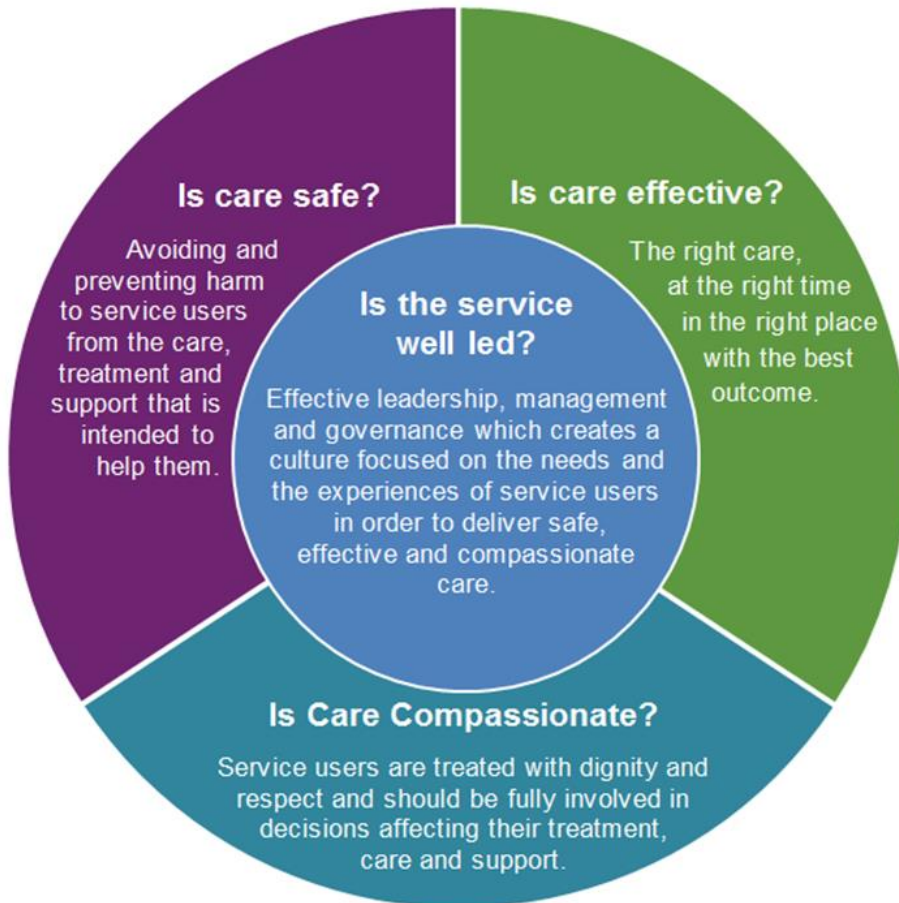 Is care safe?
Avoiding and
preventing harm
to service users
from the care,
treatment and
support that is
intended to
help them.
Is care effective?
The right care,
at the right time
in the right place
with the best
outcome.
Is the service
well led?
Effective leadership, management
and governance which creates a
culture focused on the needs and
the experiences of service users
in order to deliver safe,
effective and compassionate
care.
Is Care Compassionate?
Service users are treated with dignity and
respect and should be fully involved in
decisions affecting their treatment,
care and support.